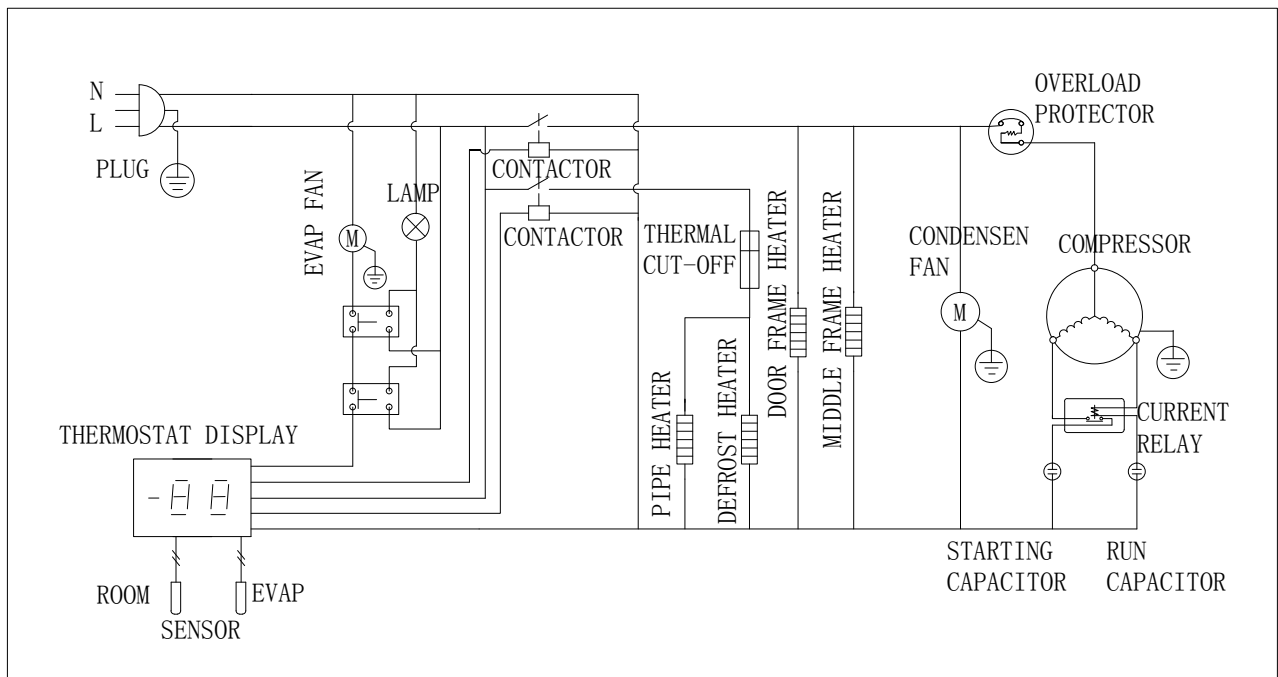 OVERLOAD
PROTECTOR
N
L
PLUG
CONTACTOR
EVAP FAN
LAMP
M
CONTACTOR
THERMAL
CUT-OFF
DOOR FRAME HEATER
MIDDLE FRAME HEATER
CONDENSEN
FAN
M
COMPRESSOR
PIPE HEATER
DEFROST HEATER
CURRENT
RELAY
THERMOSTAT DISPLAY
-88
STARTING
CAPACITOR
RUN
CAPACITOR
ROOM
EVAP
SENSOR